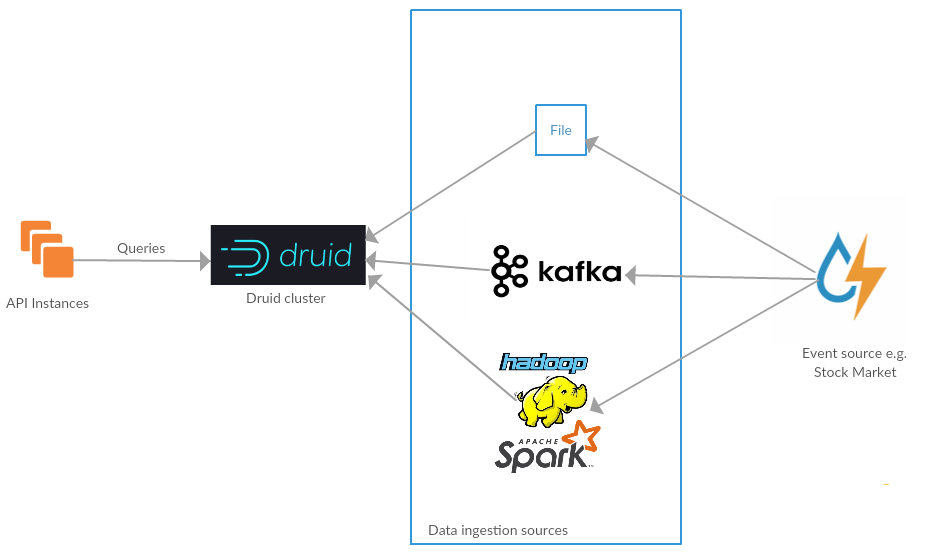 File
Queries
druid
kafka
API Instances
Druid cluster
hadoop
APACHE
Spark
Event source e.g.
Stock Market
Data ingestion sources